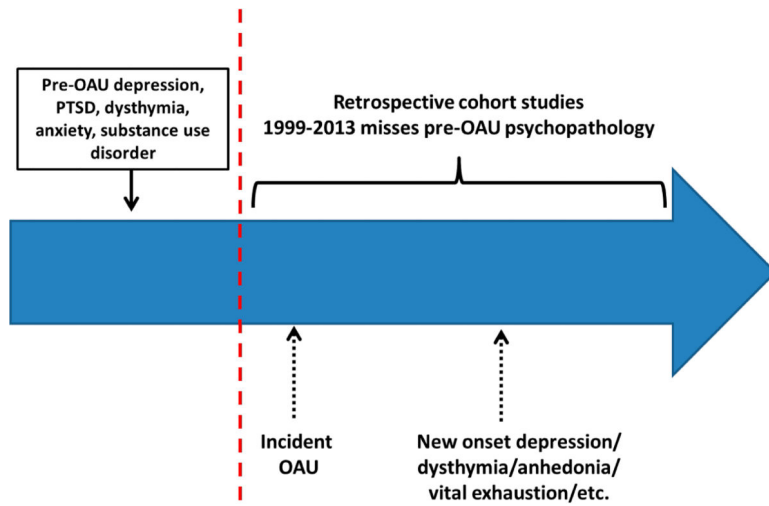 Pre-OAU depression,
PTSD, dysthymia,
anxiety, substance use
disorder
Retrospective cohort studies
1999-2013 misses pre-OAU psychopathology
Incident
OAU
New onset depression/
dysthymia/anhedonia/
vital exhaustion/etc.